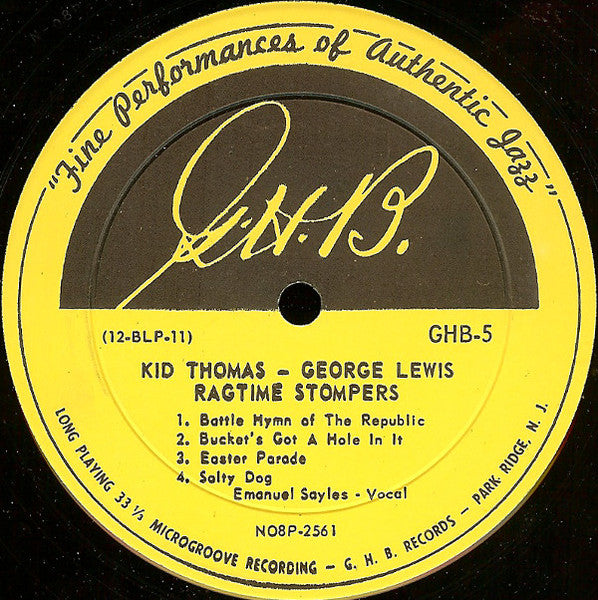 "Fine Performances of Authentic Jazz"
G.H.B.
(12-BLP-11)
GHB-5
KID THOMAS - GEORGE LEWIS
RAGTIME STOMPERS
1. Battle Hymn of The Republic
2. Bucket's Got A Hole In It
3. Easter Parade
4. Salty Dog
Emanuel Sayles - Vocal
NO8P-2561
LONG PLAYING 33 ⅓ MICROGROOVE RECORDING - G. H. B. RECORDS - PARK RIDGE, N. J.